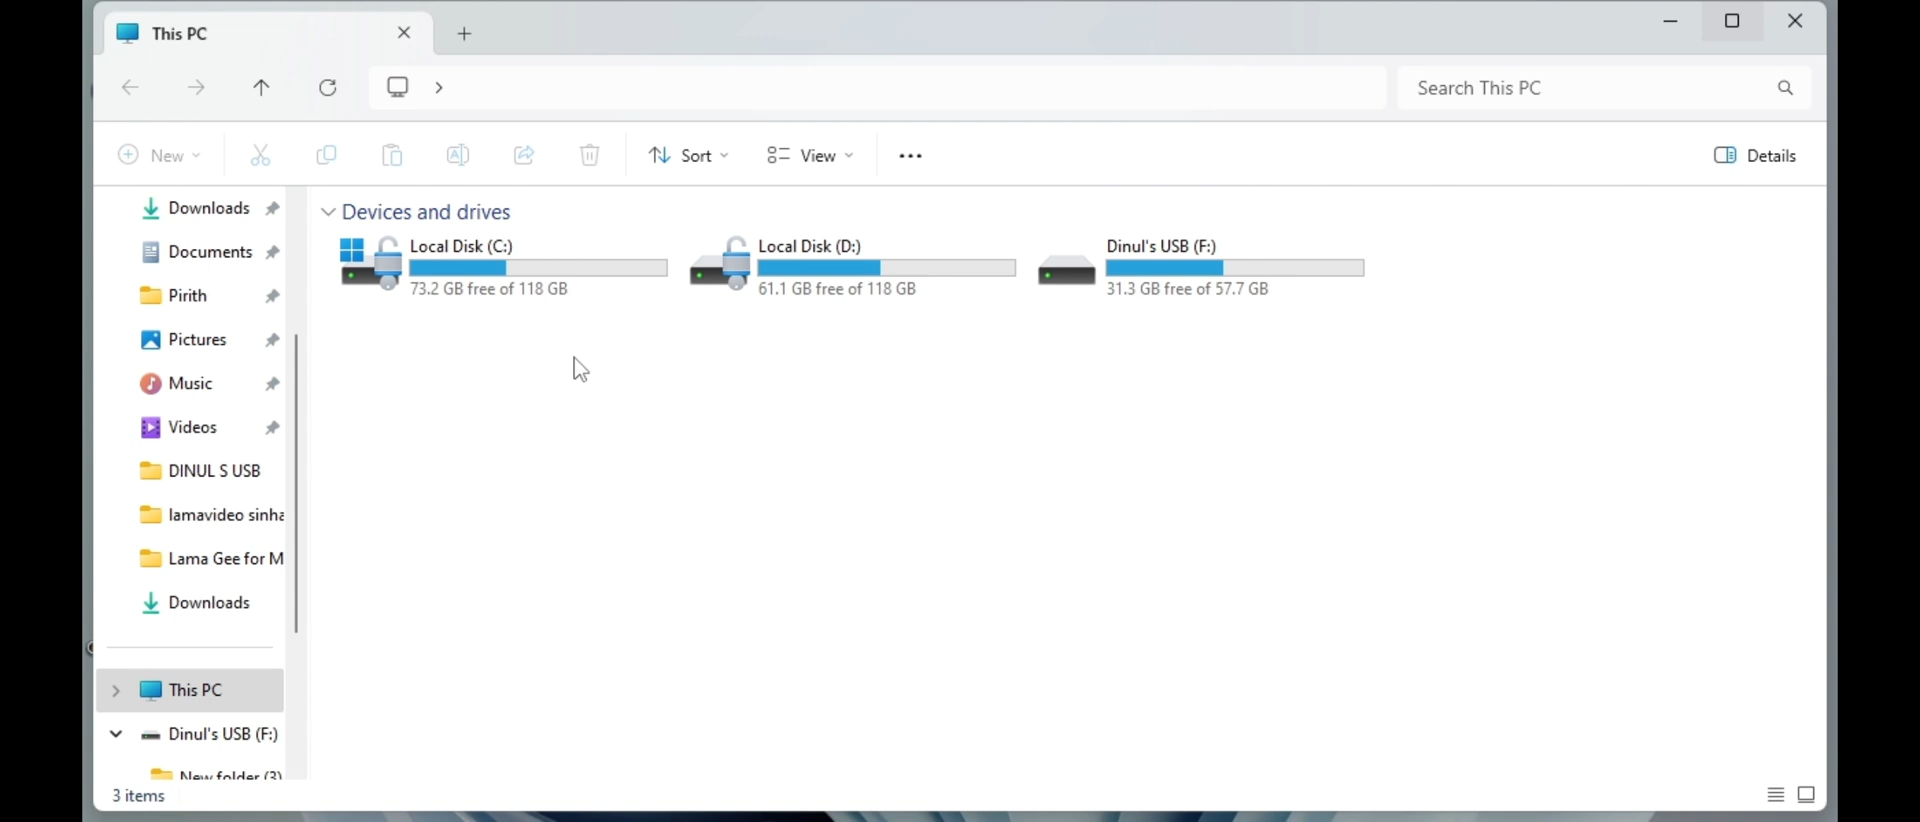 This PC
Search This PC
New
Sort
View
Details
Downloads
Documents
Pirith
Pictures
Music
Videos
DINUL S USB
lamavideo sinha
Lama Gee for M
Downloads
This PC
Dinul's USB (F:)
New folder (3)
Devices and drives
Local Disk (C:)
73.2 GB free of 118 GB
Local Disk (D:)
61.1 GB free of 118 GB
Dinul's USB (F:)
31.3 GB free of 57.7 GB
3 items